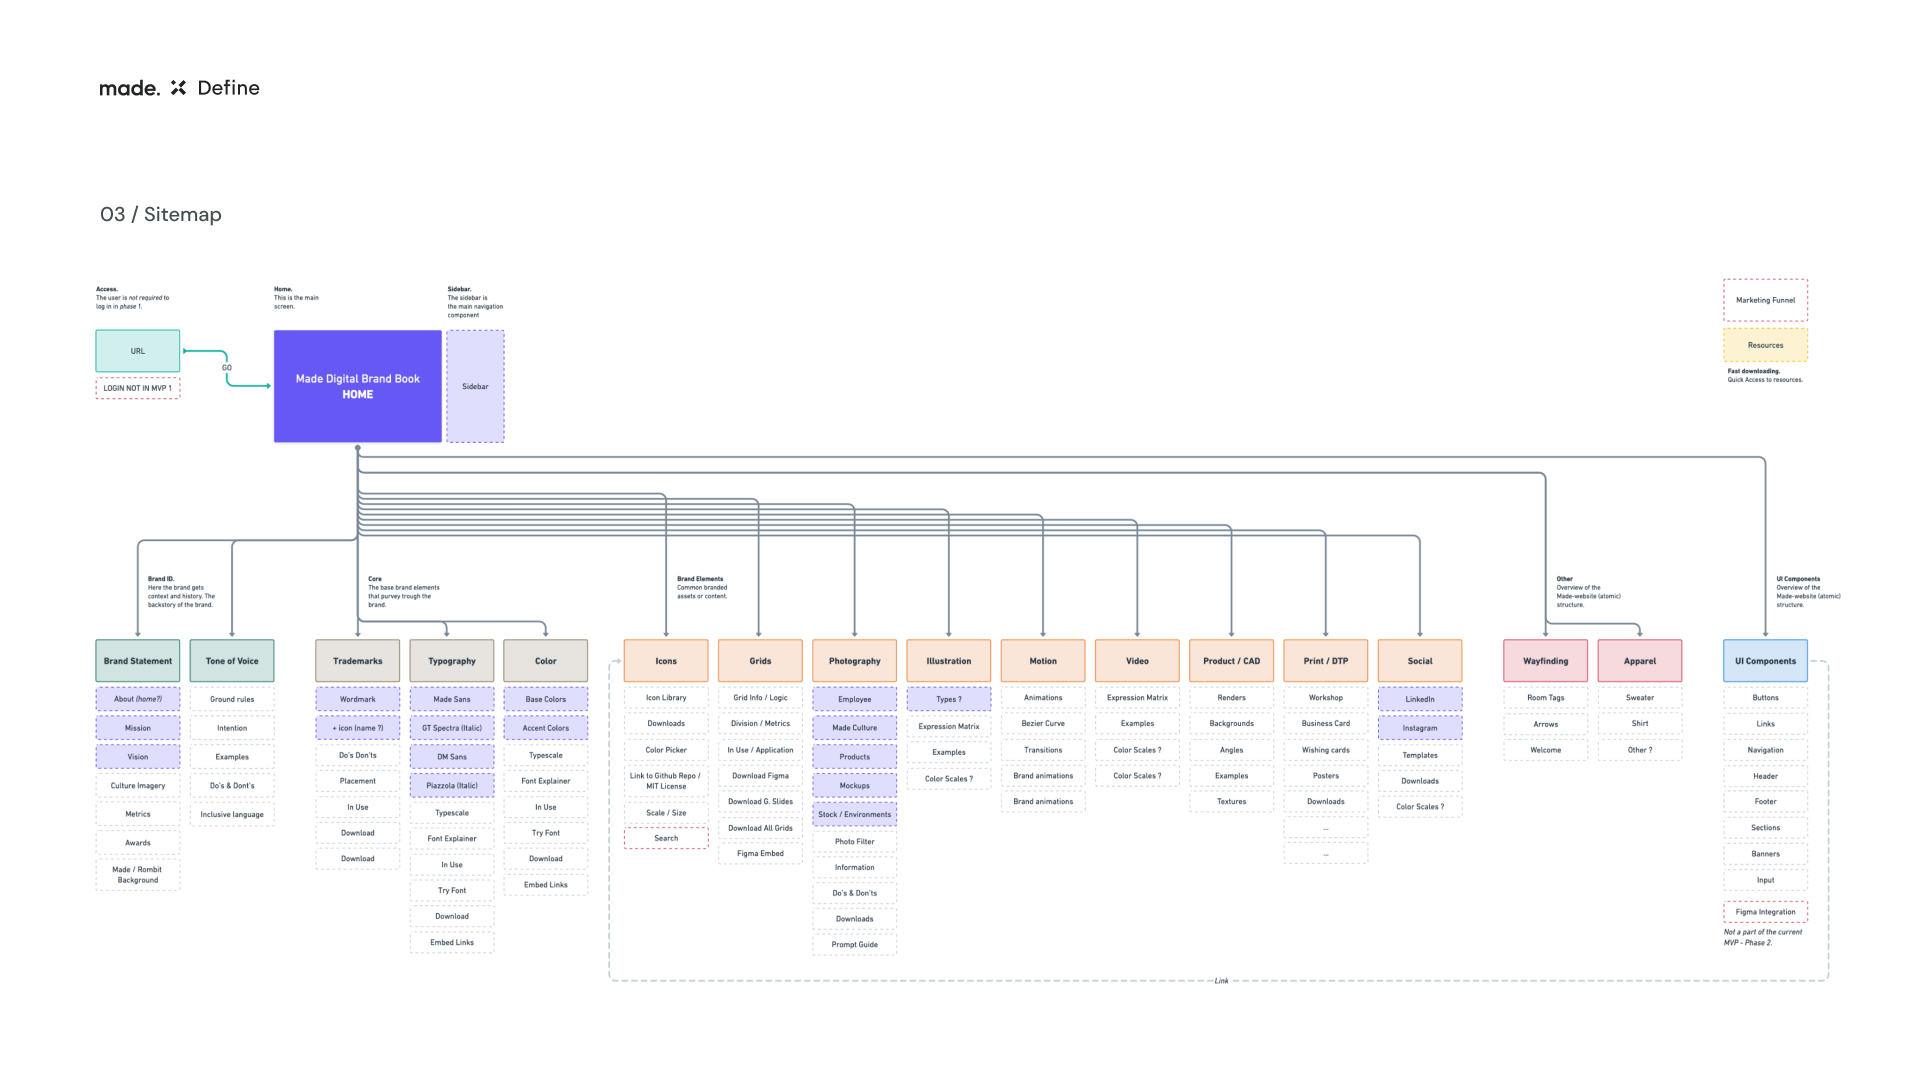 made. Define
03 / Sitemap
Access.
The user is not required to
log in in phase 1.
Home.
This is the main
screen.
Sidebar.
The sidebar is
the main navigation
component
URL
LOGIN NOT IN MVP 1
GO
Made Digital Brand Book
HOME
Sidebar
Marketing Funnel
Resources
Fast downloading.
Quick Access to resources.
Brand ID.
Here the brand gets
context and history. The
backstory of the brand.
Core
The base brand elements
that purvey trough the
brand.
Brand Elements
Common branded
assets or content.
Other
Overview of the
Made-website (atomic)
structure.
UI Components
Overview of the
Made-website (atomic)
structure.
Brand Statement
About (home?)
Mission
Vision
Culture Imagery
Metrics
Awards
Made / Rombit
Background
Tone of Voice
Ground rules
Intention
Examples
Do's & Dont's
Inclusive language
Trademarks
Wordmark
+ icon (name ?)
Do's Don'ts
Placement
In Use
Download
Download
Typography
Made Sans
GT Spectra (Italic)
DM Sans
Piazzola (Italic)
Typescale
Font Explainer
In Use
Try Font
Download
Embed Links
Color
Base Colors
Accent Colors
Typescale
Font Explainer
In Use
Try Font
Download
Embed Links
Icons
Icon Library
Downloads
Color Picker
Link to Github Repo /
MIT License
Scale / Size
Search
Grids
Grid Info / Logic
Division / Metrics
In Use / Application
Download Figma
Download G. Slides
Download All Grids
Figma Embed
Photography
Employee
Made Culture
Products
Mockups
Stock / Environments
Photo Filter
Information
Do's & Don'ts
Downloads
Prompt Guide
Illustration
Types ?
Expression Matrix
Examples
Color Scales ?
Motion
Animations
Bezier Curve
Transitions
Brand animations
Brand animations
Video
Expression Matrix
Examples
Color Scales ?
Color Scales ?
Product / CAD
Renders
Backgrounds
Angles
Examples
Textures
Print / DTP
Workshop
Business Card
Wishing cards
Posters
Downloads
...
...
Social
LinkedIn
Instagram
Templates
Downloads
Color Scales ?
Wayfinding
Room Tags
Arrows
Welcome
Apparel
Sweater
Shirt
Other ?
UI Components
Buttons
Links
Navigation
Header
Footer
Sections
Banners
Input
Figma Integration
Not a part of the current
MVP - Phase 2.
Link